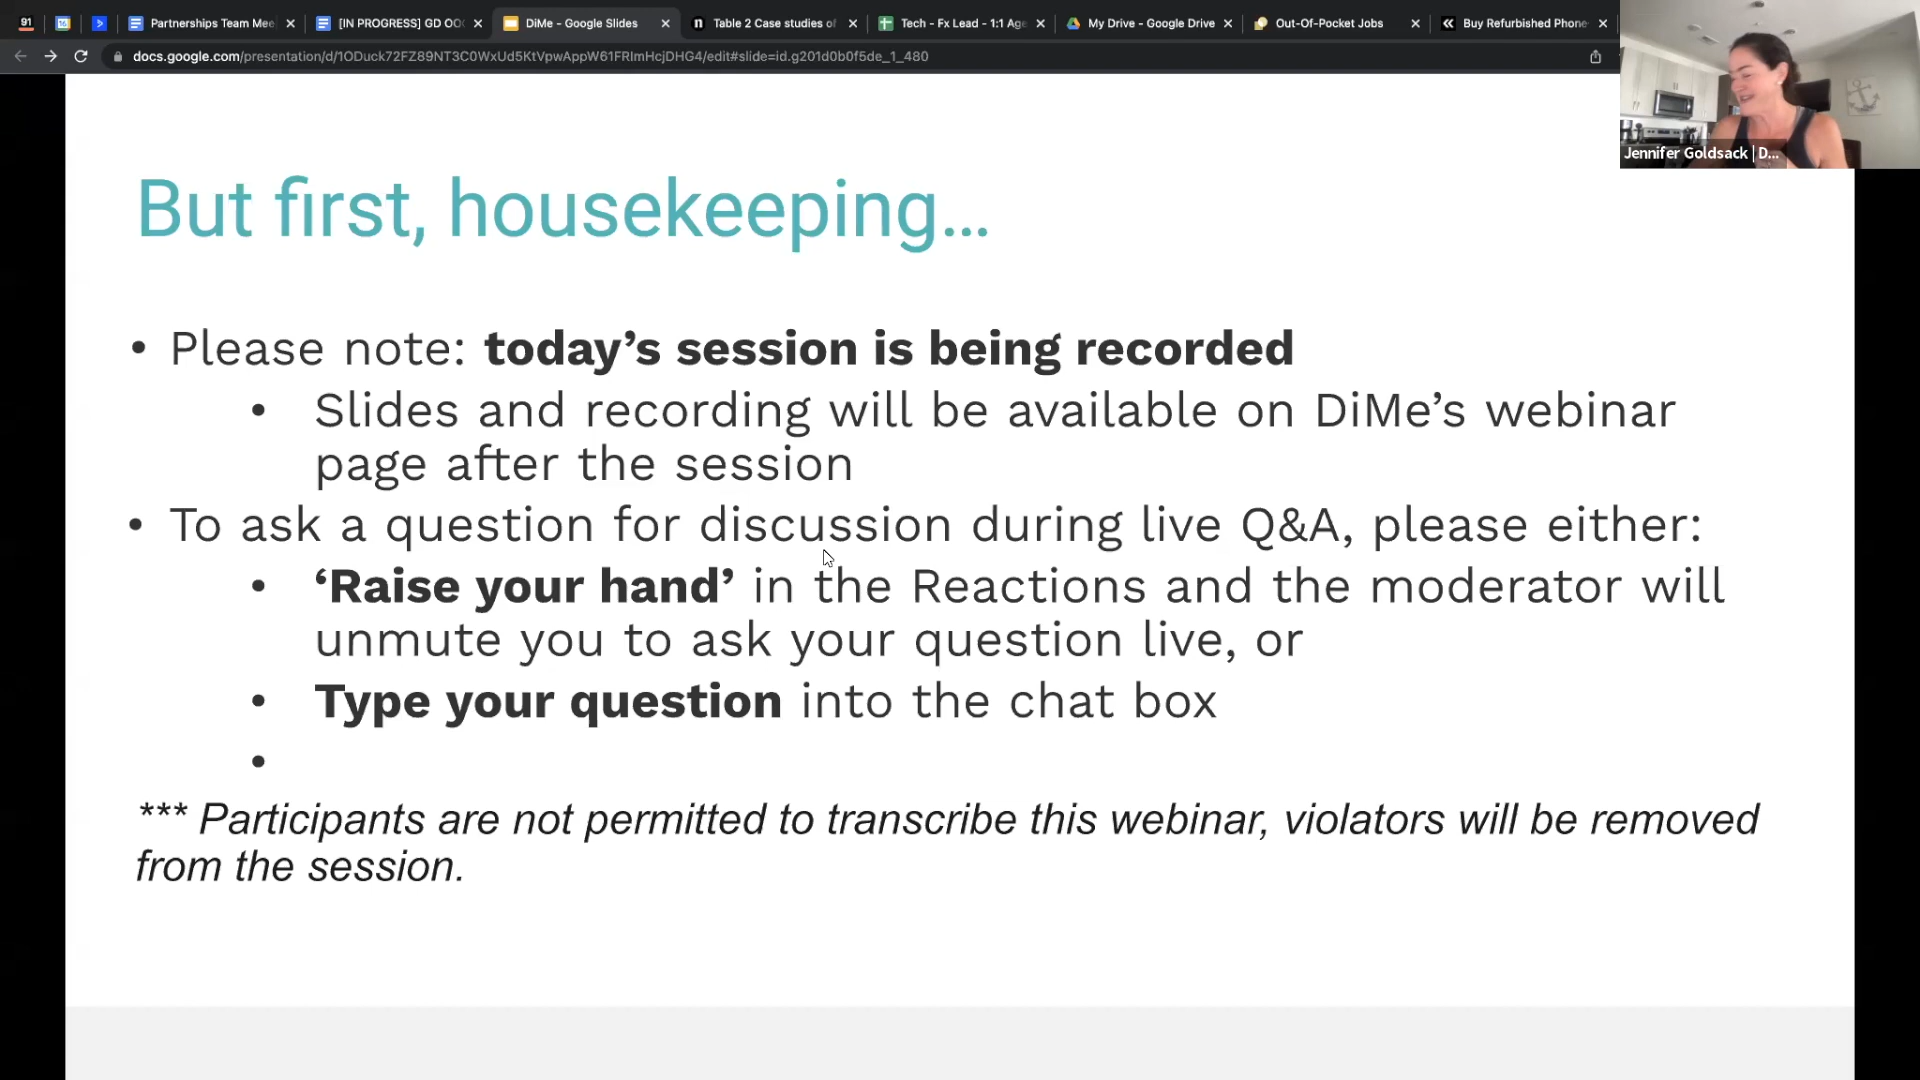 91
16
Partnerships Team Mee
[IN PROGRESS] GD OO
DiMe - Google Slides
Table 2 Case studies of
Tech - Fx Lead - 1:1 Age
My Drive - Google Drive
Out-Of-Pocket Jobs
Buy Refurbished Phone
docs.google.com/presentation/d/1ODuck72FZ89NT3C0WxUd5KtVpwAppW61FRImHcjDHG4/edit#slide=id.g201d0b0f5de_1_480
Jennifer Goldsack | D...
But first, housekeeping...
• Please note: today’s session is being recorded
• Slides and recording will be available on DiMe’s webinar
page after the session
• To ask a question for discussion during live Q&A, please either:
• ‘Raise your hand’ in the Reactions and the moderator will
unmute you to ask your question live, or
• Type your question into the chat box
•
*** Participants are not permitted to transcribe this webinar, violators will be removed
from the session.